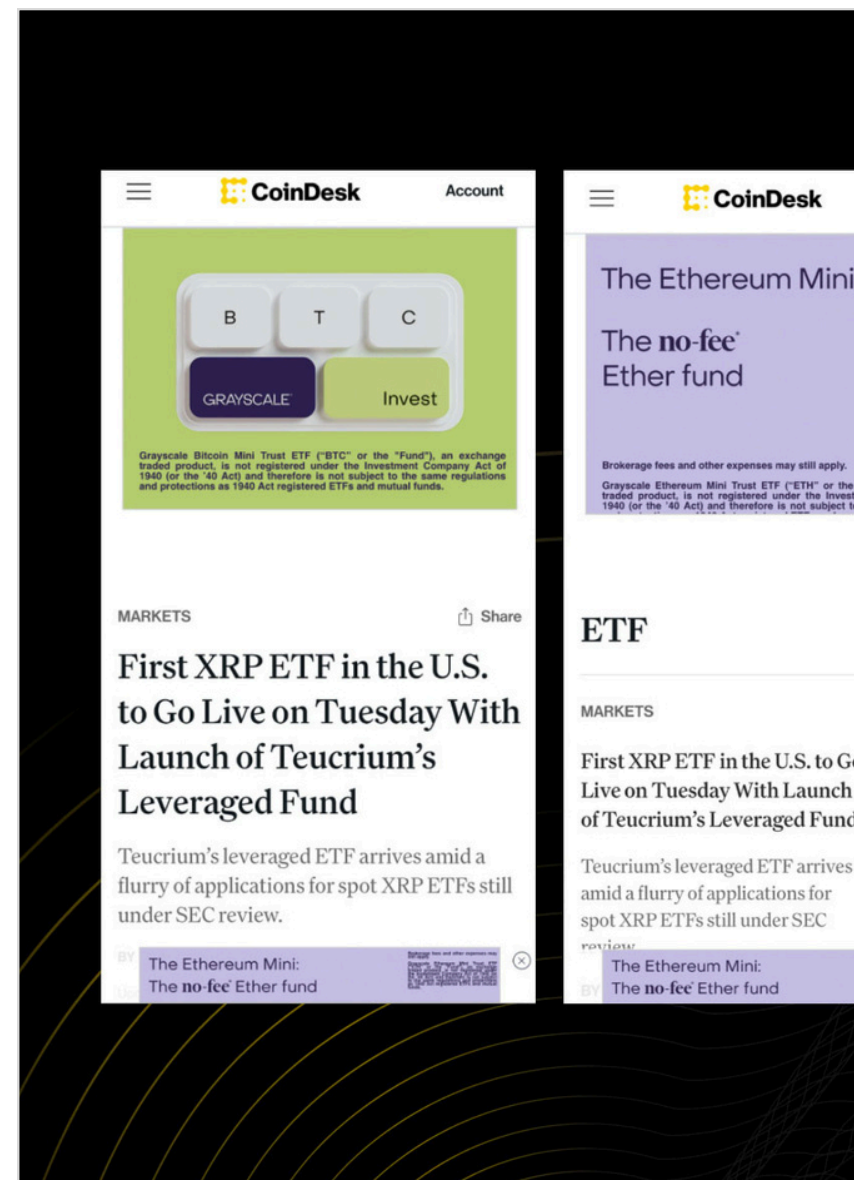 CoinDesk
Account
B
T
C
GRAYSCALE
Invest
Grayscale Bitcoin Mini Trust ETF ("BTC" or the "Fund"), an exchange
traded product, is not registered under the Investment Company Act of
1940 (or the '40 Act) and therefore is not subject to the same regulations
and protections as 1940 Act registered ETFs and mutual funds.
MARKETS
Share
First XRP ETF in the U.S.
to Go Live on Tuesday With
Launch of Teucrium's
Leveraged Fund
Teucrium's leveraged ETF arrives amid a
flurry of applications for spot XRP ETFs still
under SEC review.
BY
The Ethereum Mini:
The no-fee* Ether fund
CoinDesk
The Ethereum Mini
The no-fee*
Ether fund
Brokerage fees and other expenses may still apply.
Grayscale Ethereum Mini Trust ETF ("ETH" or the
traded product, is not registered under the Invest
1940 (or the '40 Act) and therefore is not subject t
ETF
MARKETS
First XRP ETF in the U.S. to Go
Live on Tuesday With Launch
of Teucrium's Leveraged Fund
Teucrium's leveraged ETF arrives
amid a flurry of applications for
spot XRP ETFs still under SEC
review.
BY
The Ethereum Mini:
The no-fee* Ether fund